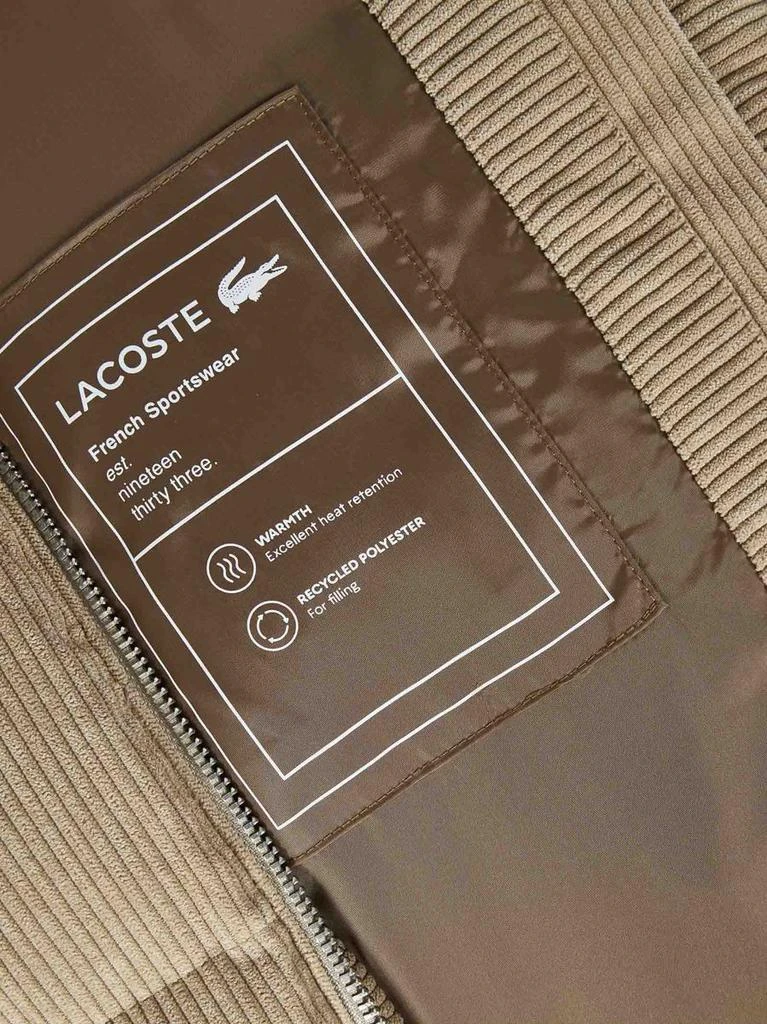 LACOSTE
French Sportswear
est.
nineteen
thirty three.
WARMTH
Excellent heat retention
RECYCLED POLYESTER
For filling